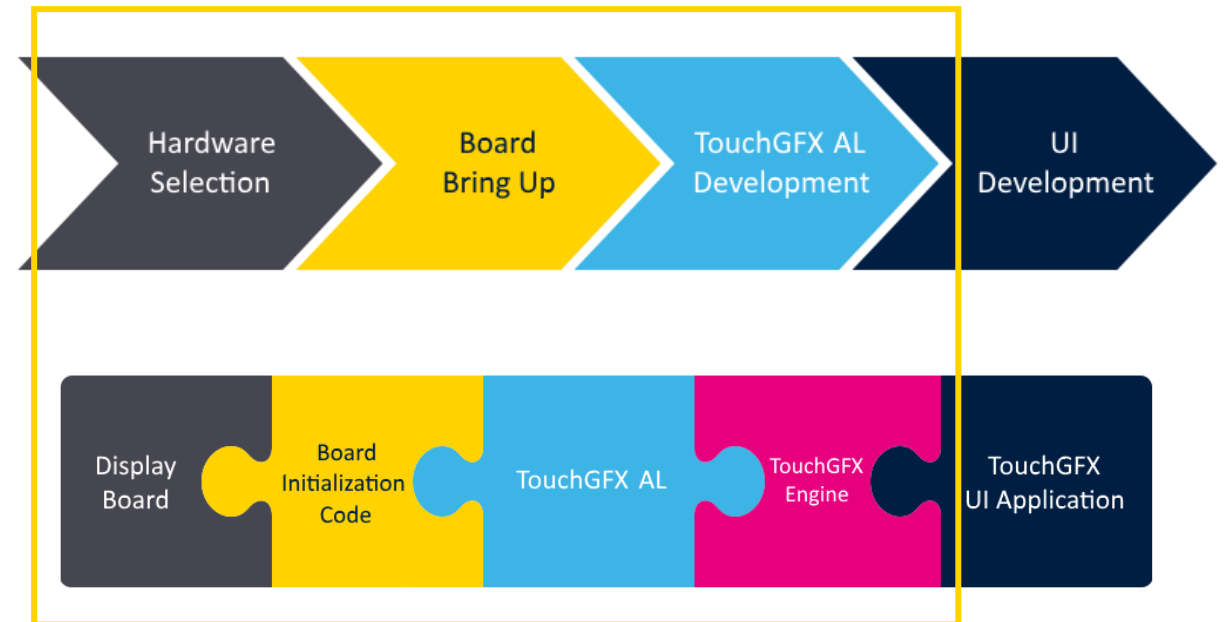 Hardware
Selection
Board
Bring Up
TouchGFX AL
Development
UI
Development
Display
Board
Board
Initialization
Code
TouchGFX AL
TouchGFX
Engine
TouchGFX
UI Application